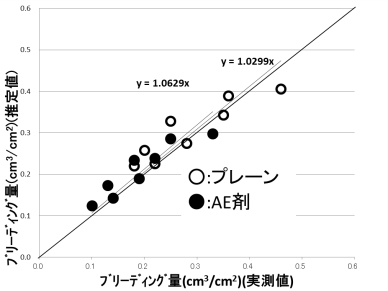 0.6
0.5
0.4
0.3
0.2
0.1
0.0
ﾌﾞﾘｰﾃﾞｨﾝｸﾞ量(cm³/cm²)(推定値)
y = 1.0299x
y = 1.0629x
○:プレーン
●:AE剤
0.0 0.1 0.2 0.3 0.4 0.5 0.6
ﾌﾞﾘｰﾃﾞｨﾝｸﾞ量(cm³/cm²)(実測値)